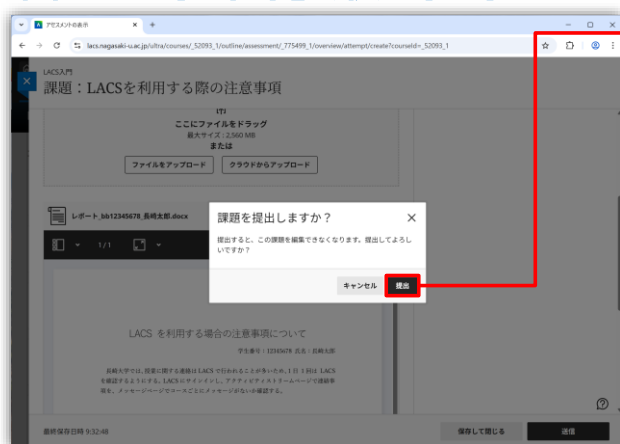 アセスメントの表示
lacs.nagasaki-u.ac.jp/ultra/courses/_52093_1/outline/assessment/_775499_1/overview/attempt/create?courseId=_52093_1
LACS入門
課題：LACSを利用する際の注意事項
ここにファイルをドラッグ
最大サイズ：2,560 MB
または
ファイルをアップロード
クラウドからアップロード
レポート_bb12345678_長崎太郎.docx
1/1
課題を提出しますか？
提出すると、この課題を編集できなくなります。提出してよろし
いですか？
キャンセル
提出
LACS を利用する場合の注意事項について
学生番号：12345678 氏名：長崎太郎
長崎大学では、授業に関する連絡は LACS で行われることが多いため、1 日 1 回は LACS
を確認するようにする。LACS にサインインし、アクティビティストリームページで連絡事
項を、メッセージページでコースごとにメッセージがないか確認する。
最終保存日時 9:32:48
保存して閉じる
送信